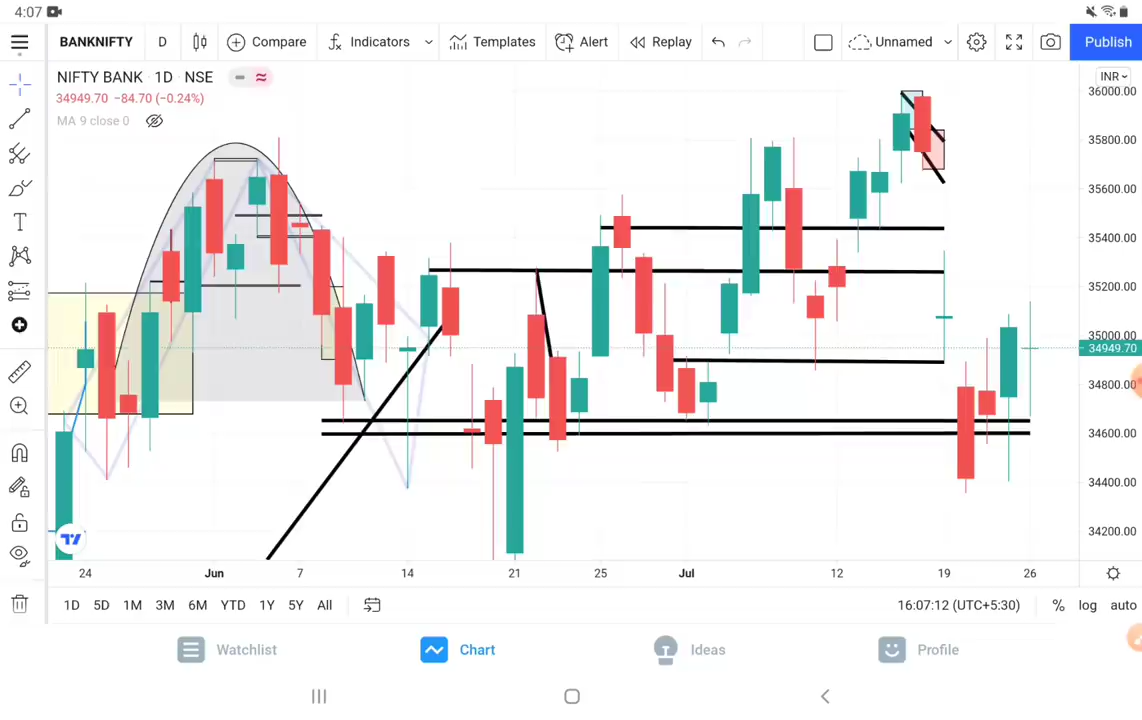 4:07
BANKNIFTY D Compare Indicators Templates Alert Replay Unnamed Publish
NIFTY BANK · 1D · NSE
34949.70 −84.70 (−0.24%)
MA 9 close 0
INR
36000.00
35800.00
35600.00
35400.00
35200.00
35000.00
34949.70
34800.00
34600.00
34400.00
34200.00
24 Jun 7 14 21 25 Jul 12 19 26
1D 5D 1M 3M 6M YTD 1Y 5Y All 16:07:12 (UTC+5:30) % log auto
Watchlist Chart Ideas Profile